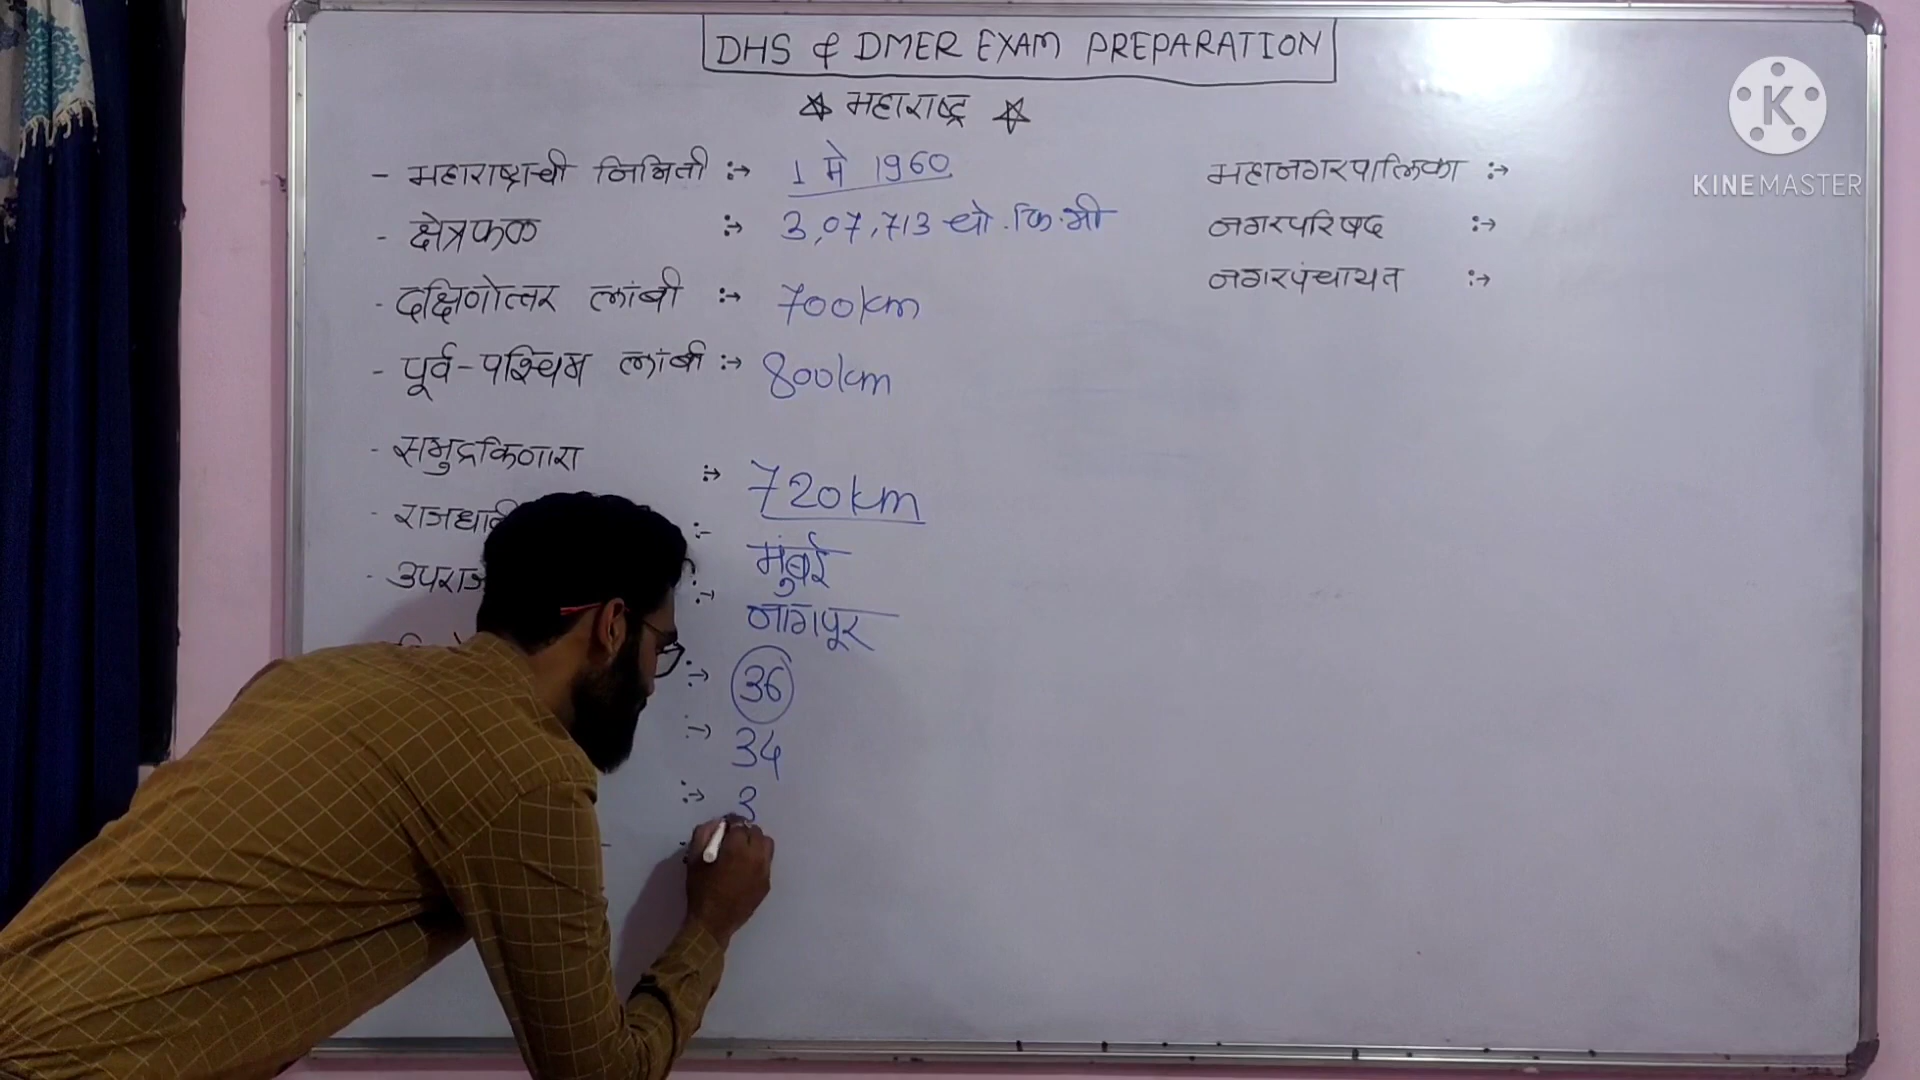 DHS & DMER EXAM PREPARATION
☆ महाराष्ट्र ☆
- महाराष्ट्राची निर्मिती :→ 1 मे 1960
- क्षेत्रफळ :→ 3,07,713 चौ.कि.मी
- दक्षिणोत्तर लांबी :→ 700km
- पूर्व-पश्चिम लांबी :→ 800km
- समुद्रकिनारा :→ 720km
- :- मुंबई
- :→ नागपूर
:→ 36
:→ 34
:→ 3
महानगरपालिका :→
नगरपरिषद :→
नगरपंचायत :→
KINEMASTER